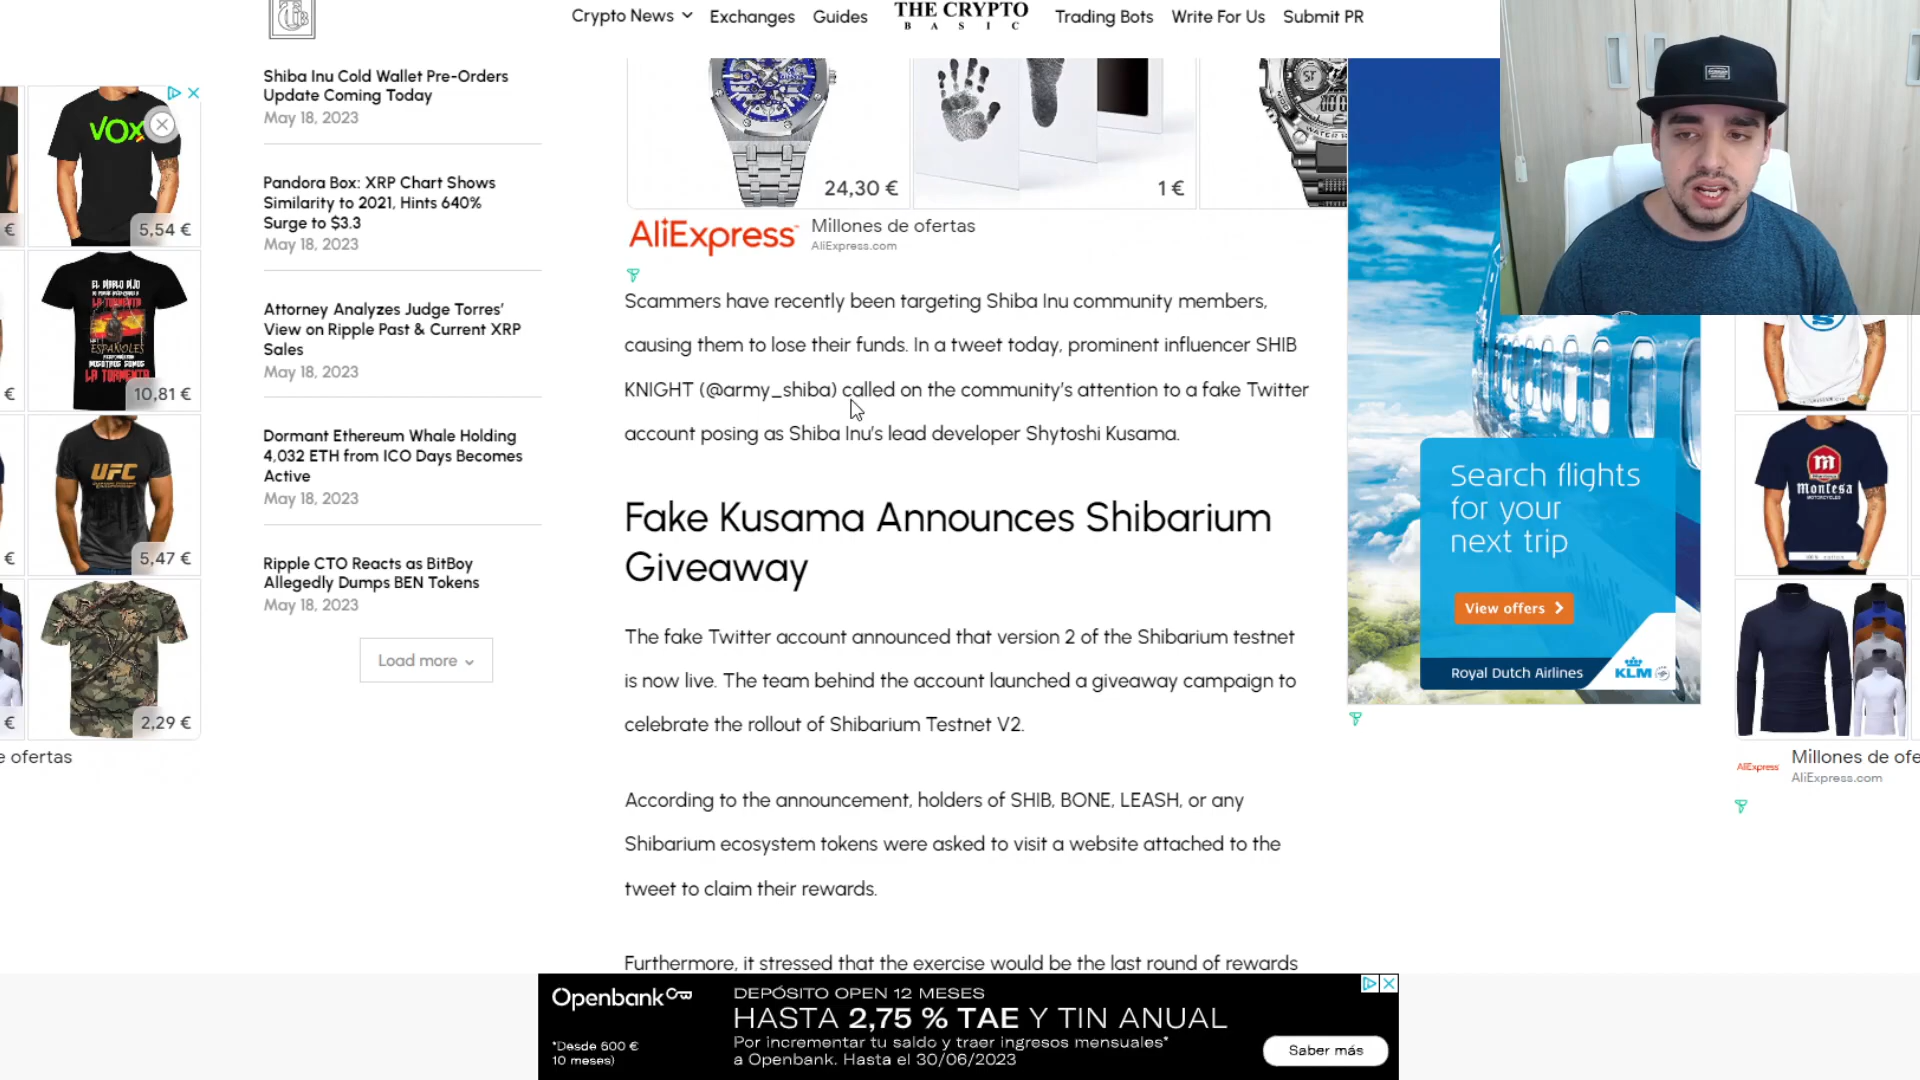 Crypto News
Exchanges
Guides
THE CRYPTO
BASIC
Trading Bots
Write For Us
Submit PR
Shiba Inu Cold Wallet Pre-Orders
Update Coming Today
May 18, 2023
Pandora Box: XRP Chart Shows
Similarity to 2021, Hints 640%
Surge to $3.3
May 18, 2023
Attorney Analyzes Judge Torres’
View on Ripple Past & Current XRP
Sales
May 18, 2023
Dormant Ethereum Whale Holding
4,032 ETH from ICO Days Becomes
Active
May 18, 2023
Ripple CTO Reacts as BitBoy
Allegedly Dumps BEN Tokens
May 18, 2023
Load more
VOX
€
5,54 €
EL DIABLO DIJO
LA TORMENTA
ESPAÑOLES
NOSOTROS SOMOS
LA TORMENTA
€
10,81 €
UFC
€
5,47 €
€
2,29 €
e ofertas
24,30 €
1 €
ST
AliExpress
Millones de ofertas
AliExpress.com
Scammers have recently been targeting Shiba Inu community members,
causing them to lose their funds. In a tweet today, prominent influencer SHIB
KNIGHT (@army_shiba) called on the community’s attention to a fake Twitter
account posing as Shiba Inu’s lead developer Shytoshi Kusama.
Fake Kusama Announces Shibarium
Giveaway
The fake Twitter account announced that version 2 of the Shibarium testnet
is now live. The team behind the account launched a giveaway campaign to
celebrate the rollout of Shibarium Testnet V2.
According to the announcement, holders of SHIB, BONE, LEASH, or any
Shibarium ecosystem tokens were asked to visit a website attached to the
tweet to claim their rewards.
Furthermore, it stressed that the exercise would be the last round of rewards
Search flights
for your
next trip
View offers
Royal Dutch Airlines
KLM
m
Montesa
MOTORCYCLES
AliExpress
Millones de ofe
AliExpress.com
Openbank
*Desde 600 €
10 meses)
DEPÓSITO OPEN 12 MESES
HASTA 2,75 % TAE Y TIN ANUAL
Por incrementar tu saldo y traer ingresos mensuales*
a Openbank. Hasta el 30/06/2023
Saber más